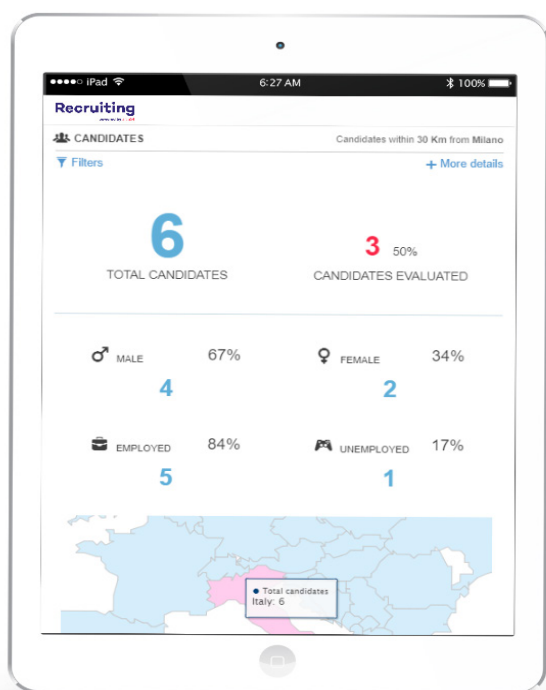 iPad
6:27 AM
100%
Recruiting
CANDIDATES
Candidates within 30 Km from Milano
Filters
+ More details
6
TOTAL CANDIDATES
3 50%
CANDIDATES EVALUATED
MALE 67%
4
FEMALE 34%
2
EMPLOYED 84%
5
UNEMPLOYED 17%
1
Total candidates
Italy: 6